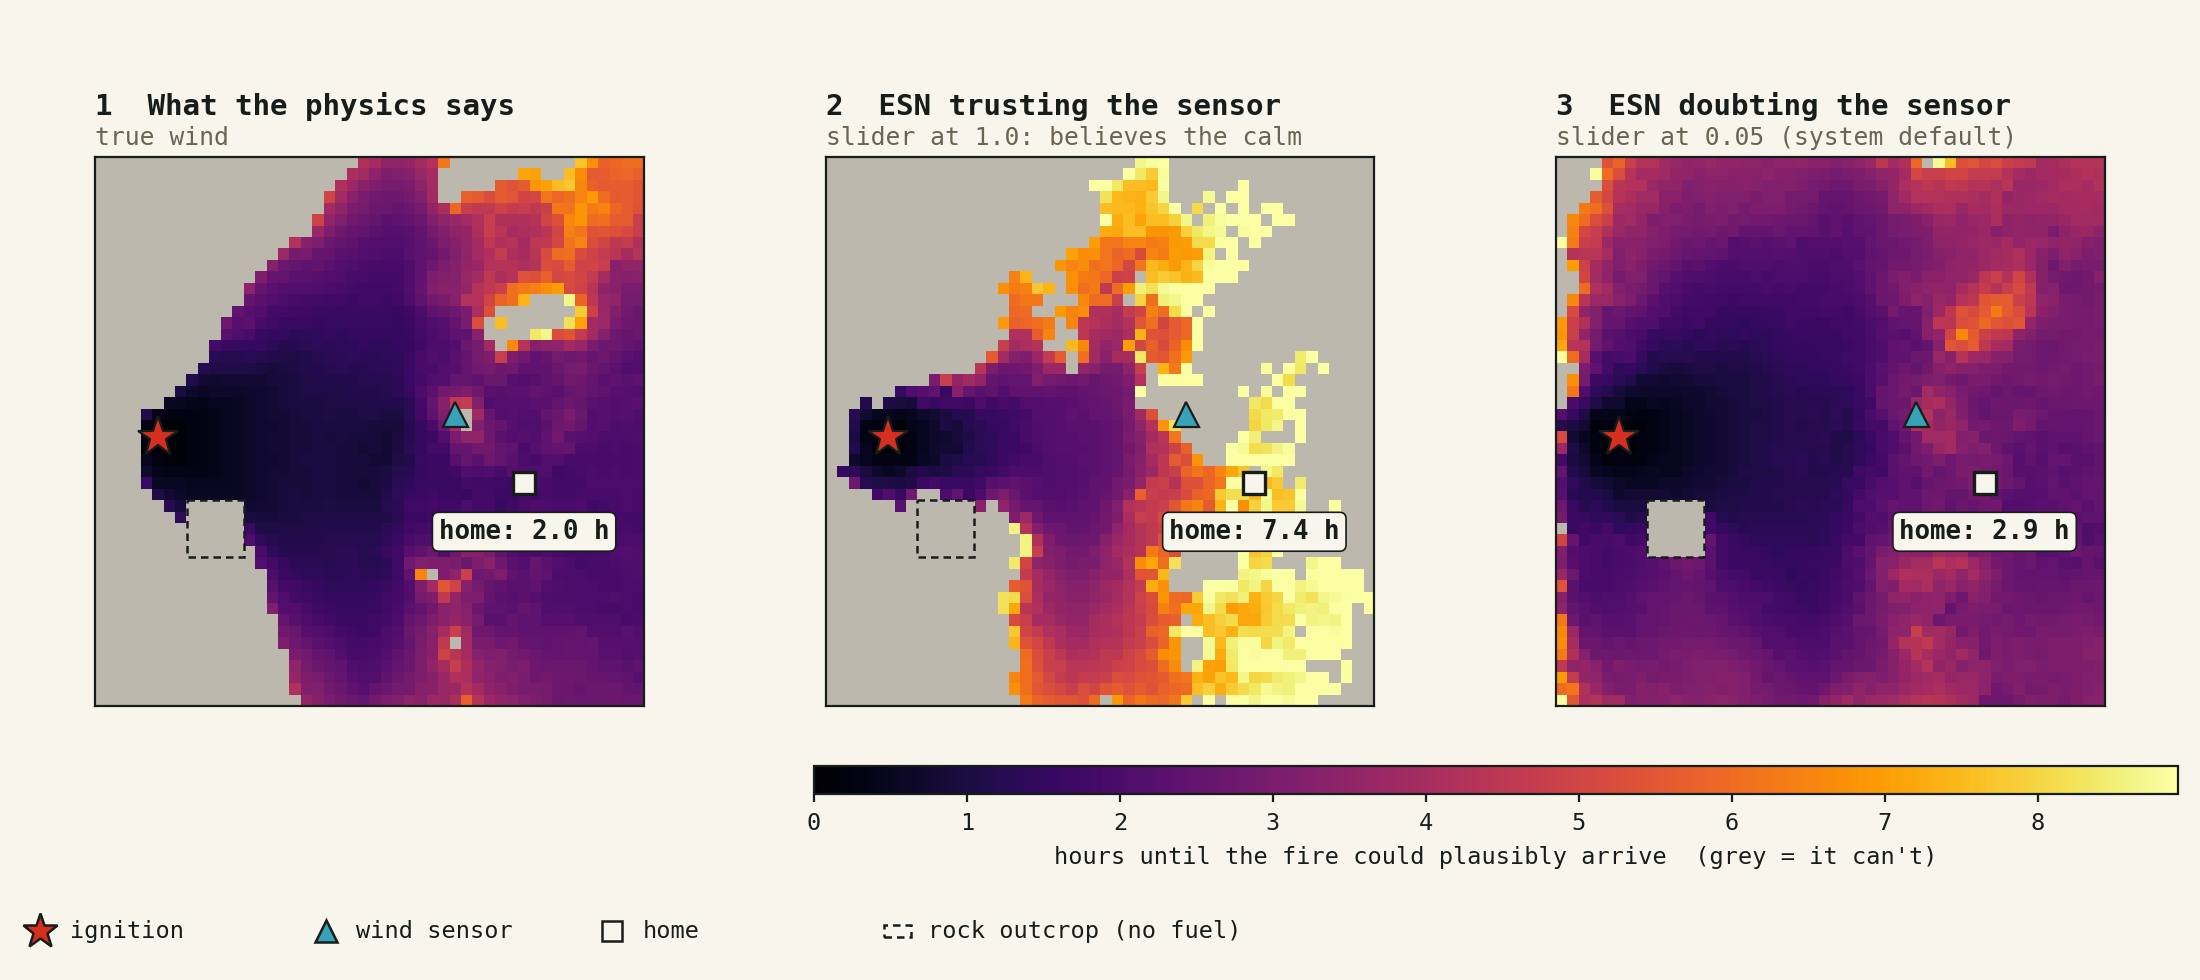 1  What the physics says
true wind
2  ESN trusting the sensor
slider at 1.0: believes the calm
3  ESN doubting the sensor
slider at 0.05 (system default)
home: 2.0 h
home: 7.4 h
home: 2.9 h
0 1 2 3 4 5 6 7 8
hours until the fire could plausibly arrive  (grey = it can't)
ignition
wind sensor
home
rock outcrop (no fuel)